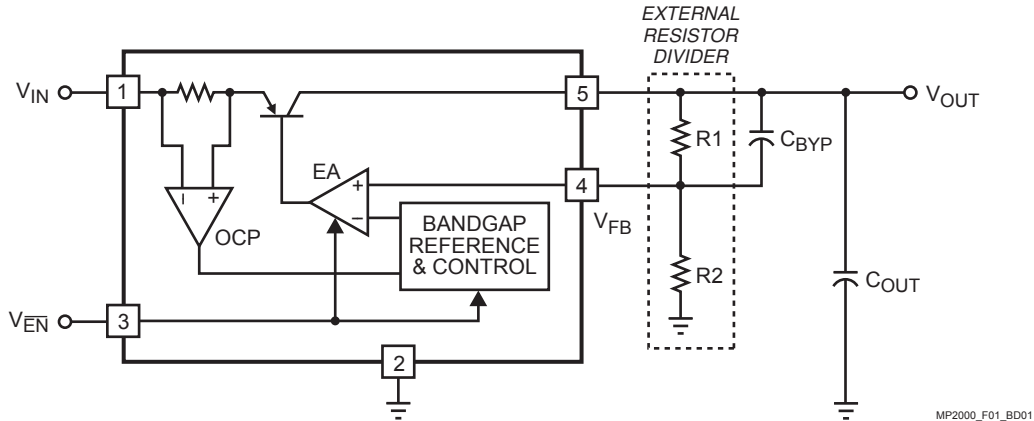 EXTERNAL
RESISTOR
DIVIDER
VIN
1
5
VOUT
R1
CBYP
EA
+
−
4
VFB
− +
OCP
BANDGAP
REFERENCE
& CONTROL
R2
COUT
VEN
3
2
MP2000_F01_BD01